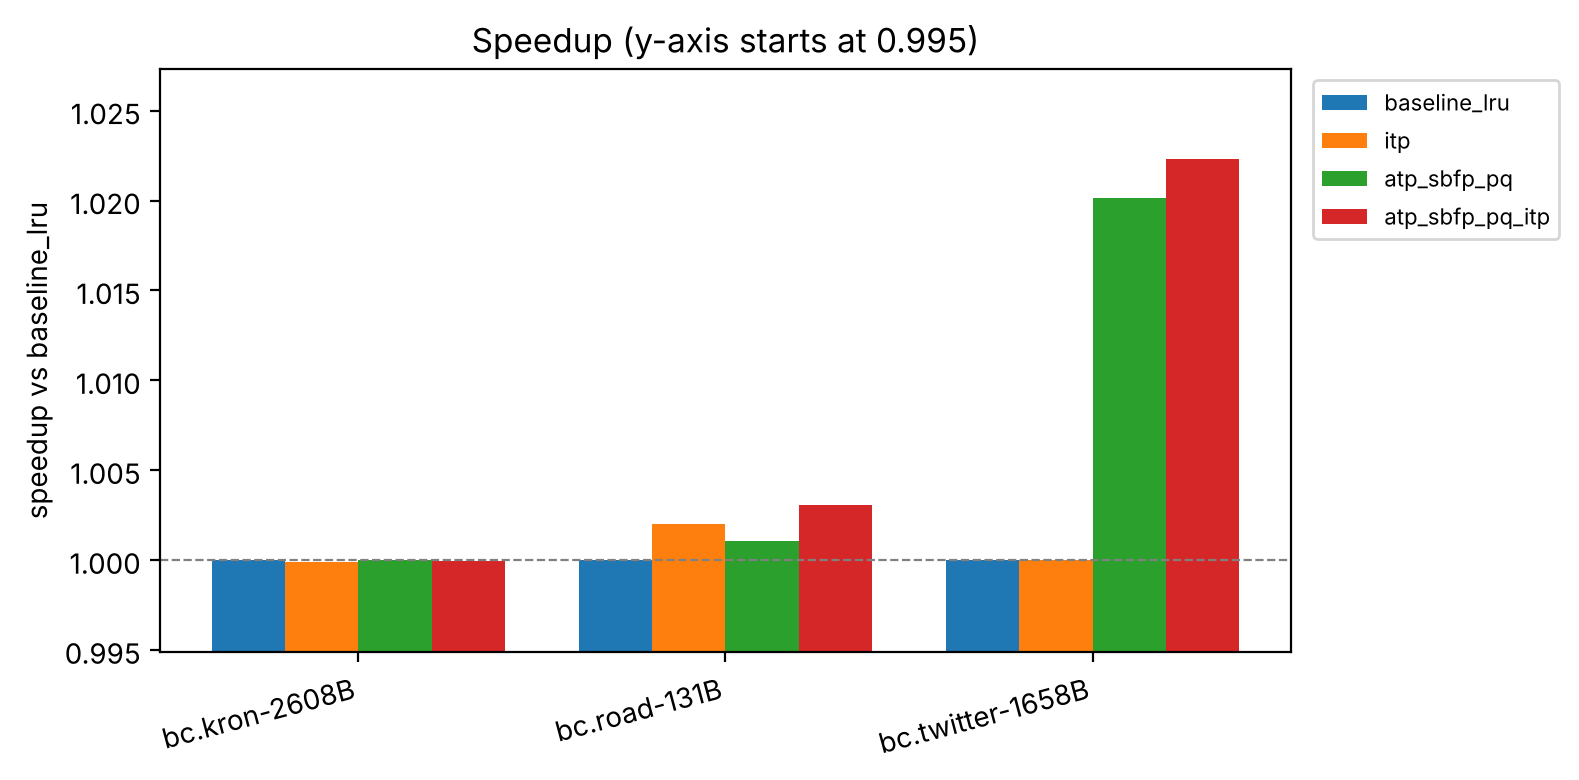 Speedup (y-axis starts at 0.995)
speedup vs baseline_lru
1.025
1.020
1.015
1.010
1.005
1.000
0.995
bc.kron-2608B
bc.road-131B
bc.twitter-1658B
baseline_lru
itp
atp_sbfp_pq
atp_sbfp_pq_itp